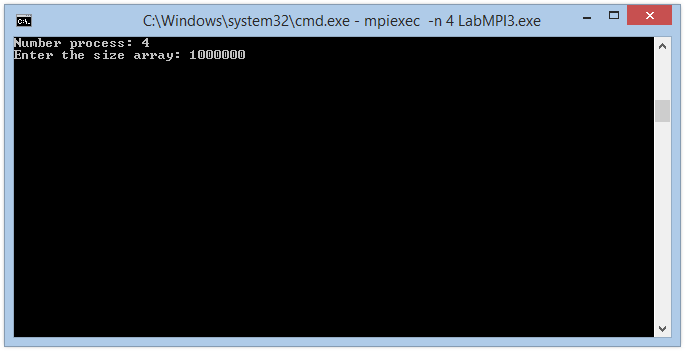 C:\Windows\system32\cmd.exe - mpiexec -n 4 LabMPI3.exe
Number process: 4
Enter the size array: 1000000